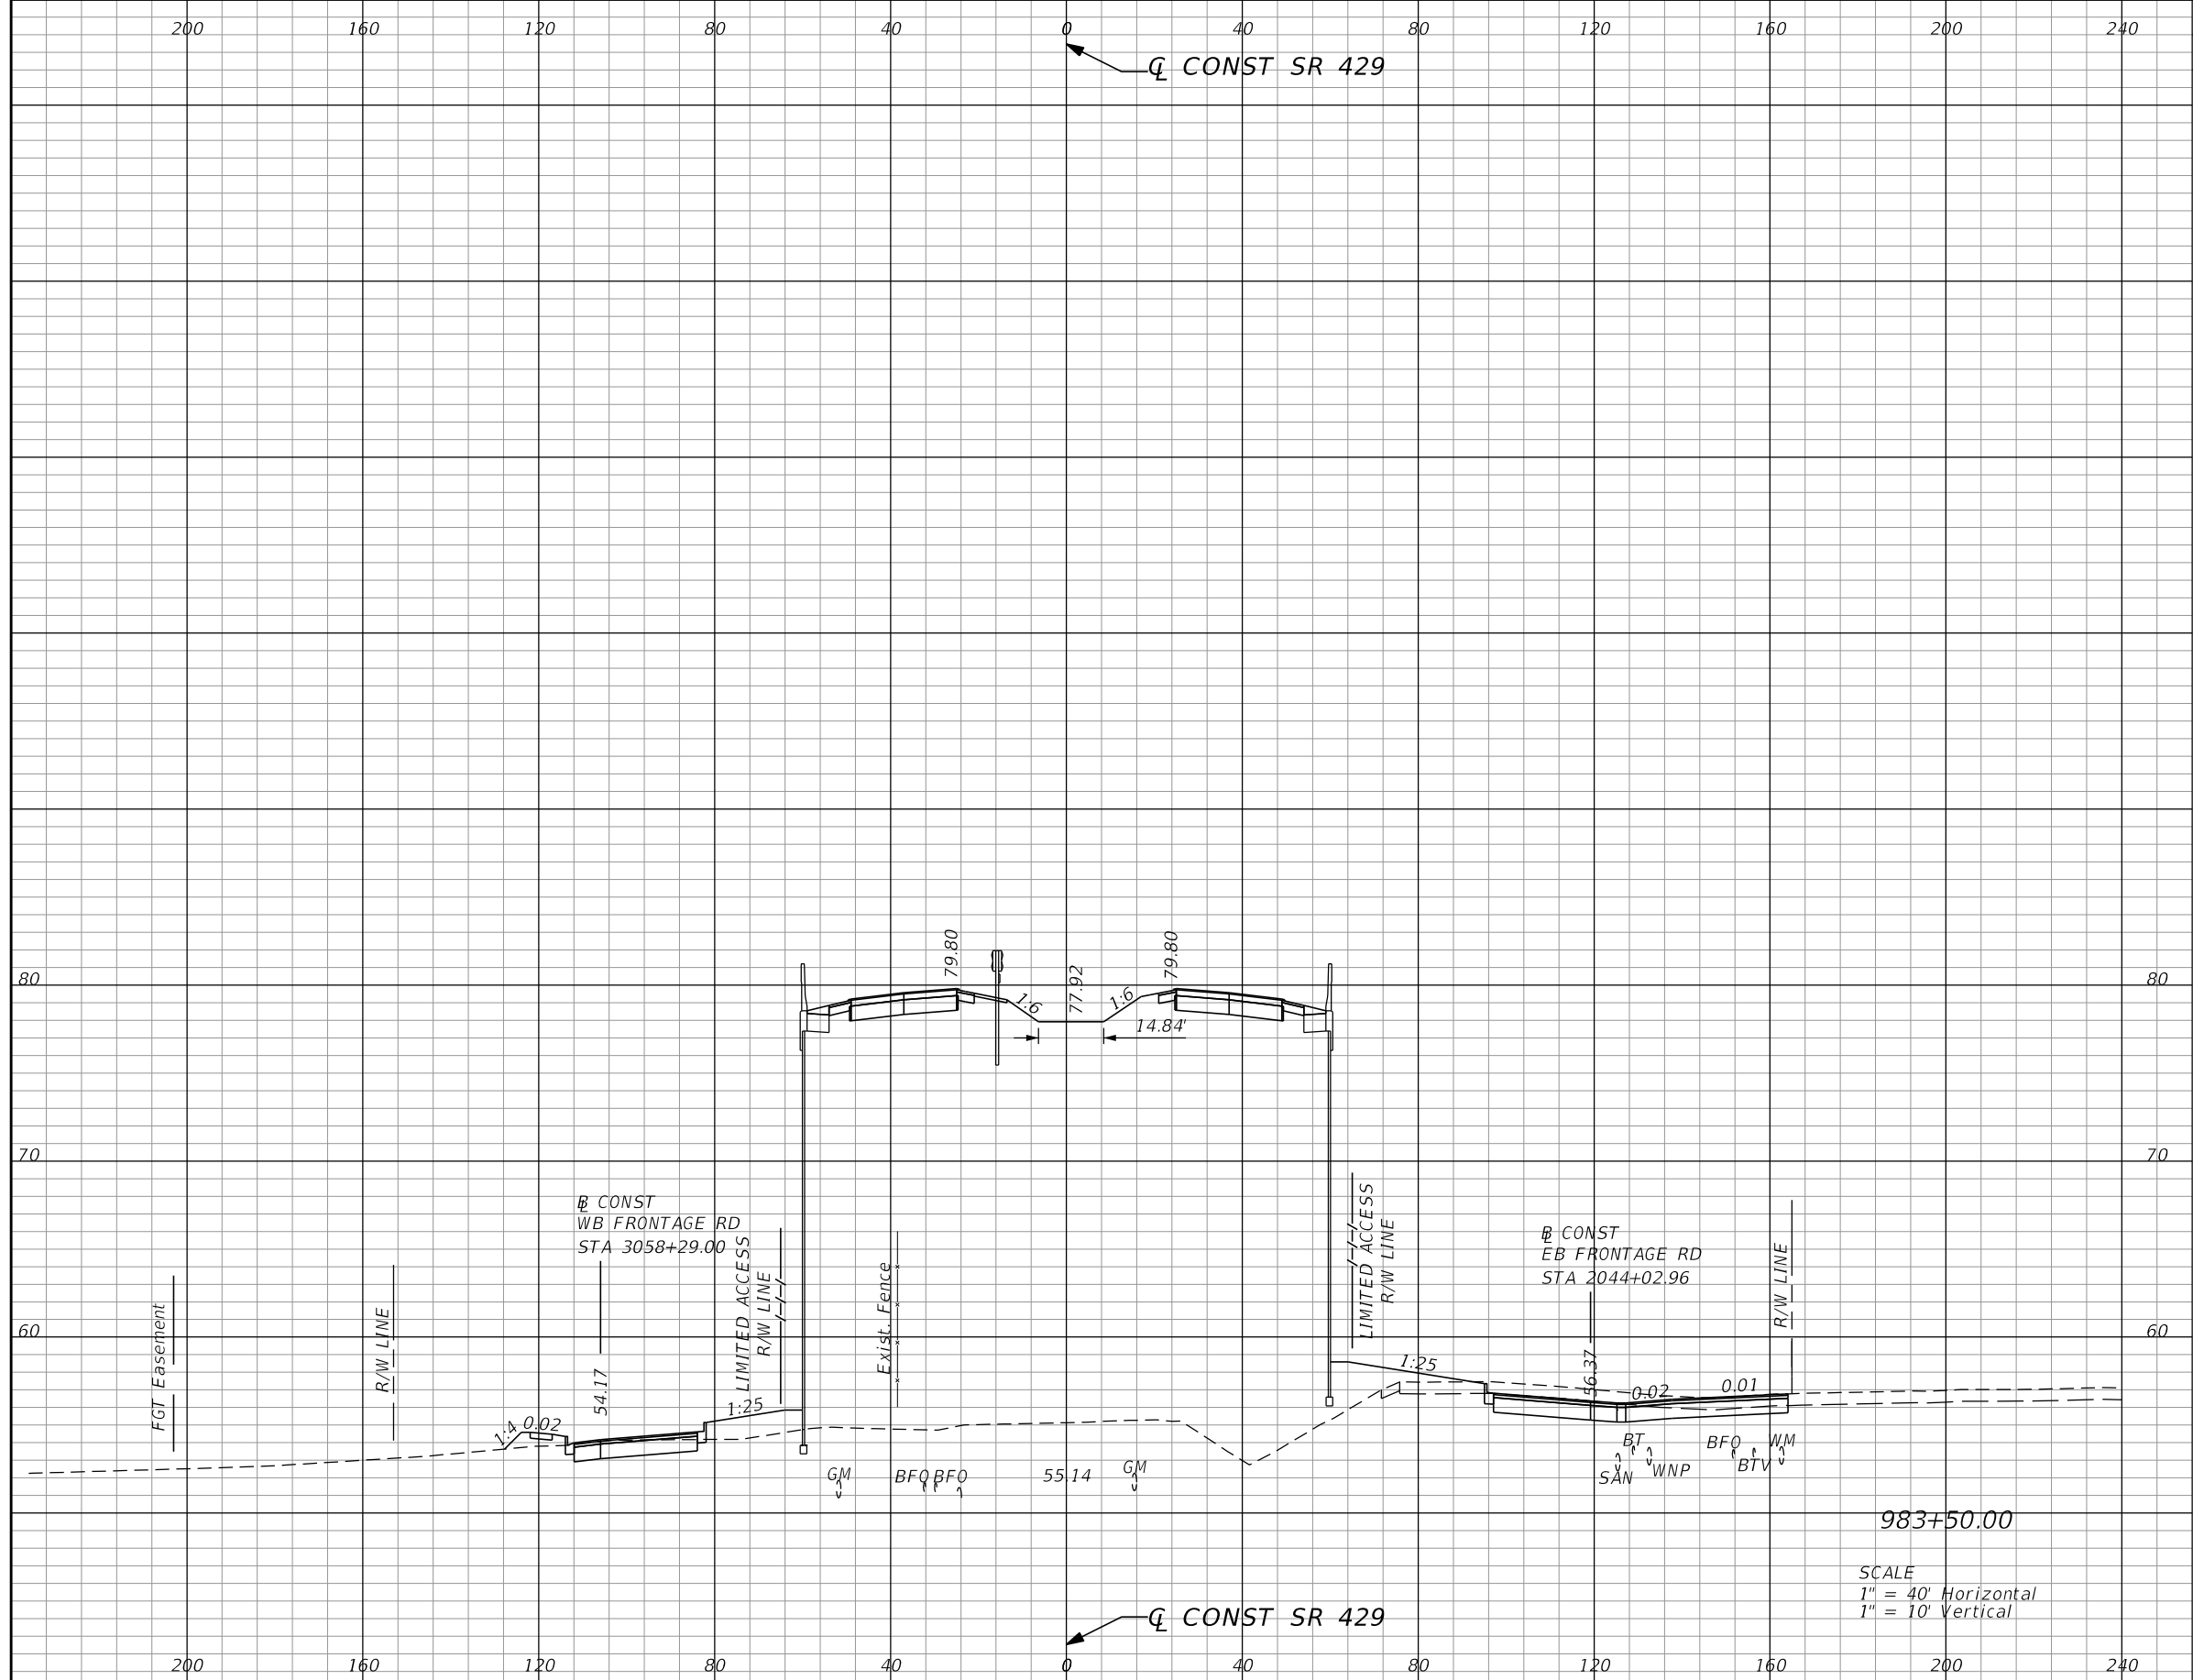 200 160 120 80 40 0 40 80 120 160 200 240
℄ CONST SR 429
79.80
77.92
79.80
1:6
1:6
14.84'
80 80
70 70
60 60
FGT Easement
R/W LINE
℄ CONST
WB FRONTAGE RD
STA 3058+29.00
54.17
1:4
0.02
1:25
LIMITED ACCESS
R/W LINE
Exist. Fence
LIMITED ACCESS
R/W LINE
1:25
BL CONST
EB FRONTAGE RD
STA 2044+02.96
56.37
0.02
0.01
R/W LINE
GM
BFO
BFO
55.14
GM
BT
SAN
WNP
BFO
BTV
WM
983+50.00
SCALE
1" = 40' Horizontal
1" = 10' Vertical
℄ CONST SR 429
200 160 120 80 40 0 40 80 120 160 200 240